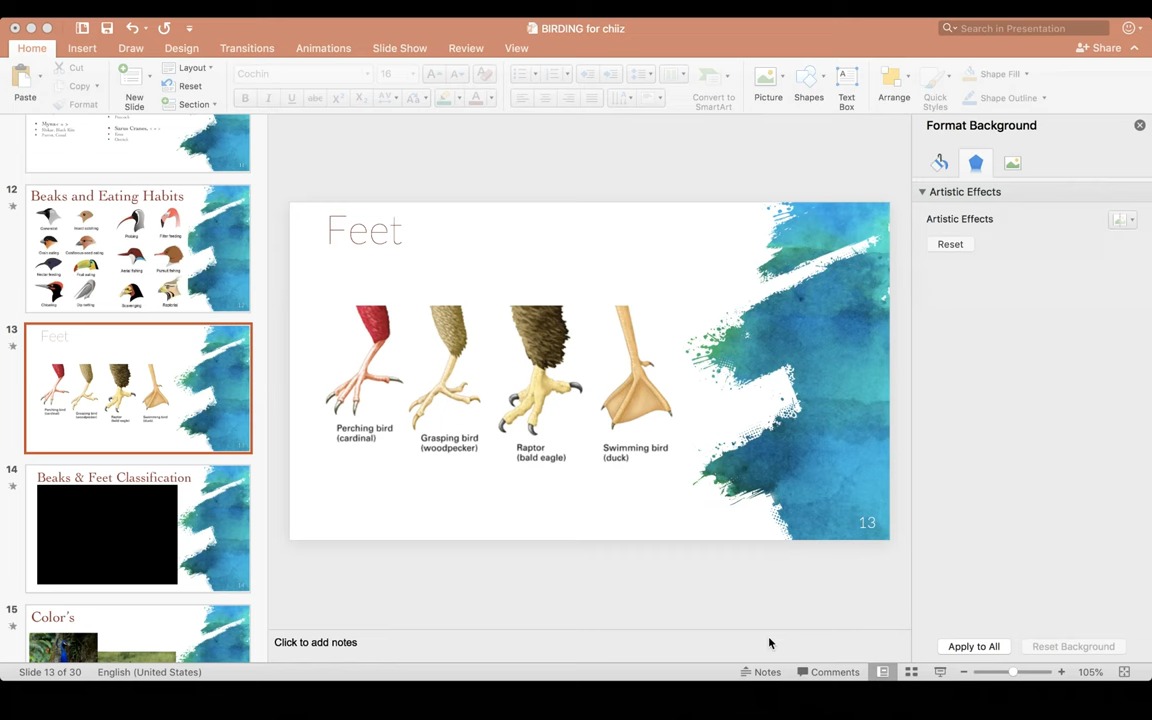 BIRDING for chiiz
Search in Presentation
Home Insert Draw Design Transitions Animations Slide Show Review View
Share
Paste
Cut
Copy
Format
New Slide
Layout
Reset
Section
Cochin
16
Convert to SmartArt
Picture
Shapes
Text Box
Arrange
Quick Styles
Shape Fill
Shape Outline
12
Beaks and Eating Habits
13
Feet
14
Beaks & Feet Classification
15
Color's
Feet
Perching bird
(cardinal)
Grasping bird
(woodpecker)
Raptor
(bald eagle)
Swimming bird
(duck)
13
Click to add notes
Format Background
Artistic Effects
Artistic Effects
Reset
Apply to All
Reset Background
Slide 13 of 30
English (United States)
Notes
Comments
105%